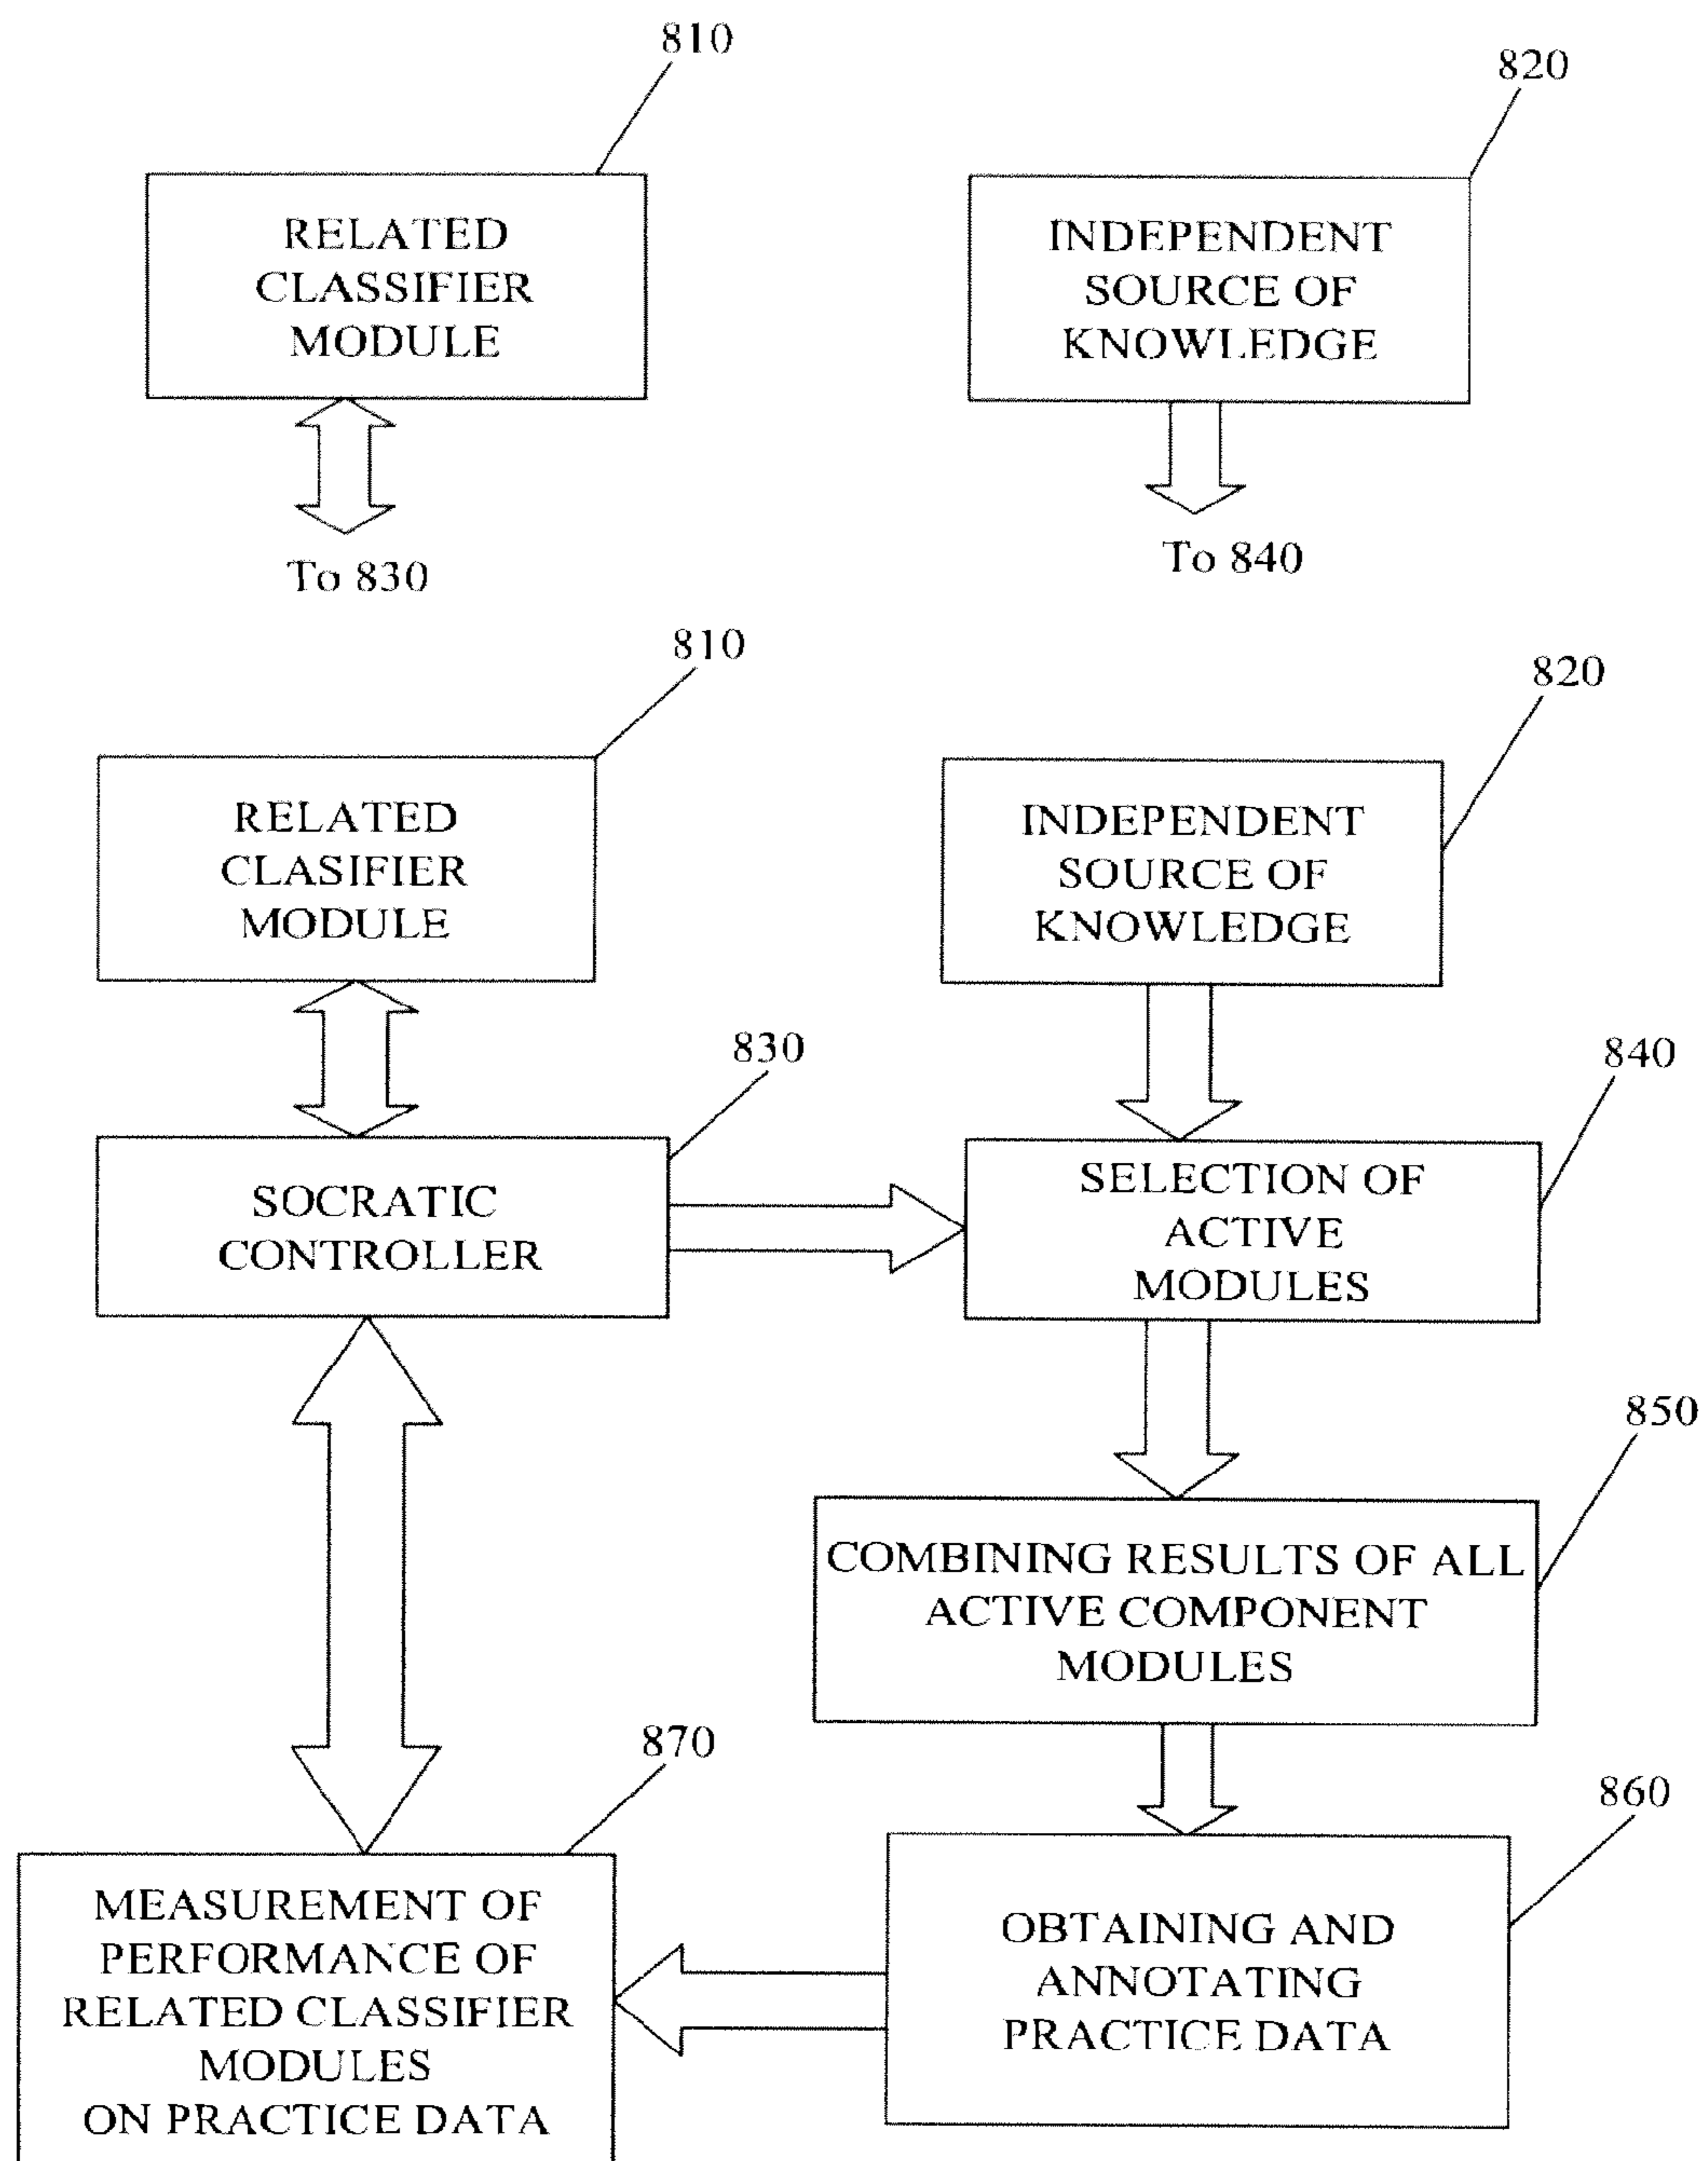 810
820
RELATED
CLASSIFIER
MODULE
INDEPENDENT
SOURCE OF
KNOWLEDGE
To 830
To 840
810
820
RELATED
CLASIFIER
MODULE
INDEPENDENT
SOURCE OF
KNOWLEDGE
830
840
SOCRATIC
CONTROLLER
SELECTION OF
ACTIVE
MODULES
850
COMBINING RESULTS OF ALL
ACTIVE COMPONENT
MODULES
870
860
MEASUREMENT OF
PERFORMANCE OF
RELATED CLASSIFIER
MODULES
ON PRACTICE DATA
OBTAINING AND
ANNOTATING
PRACTICE DATA